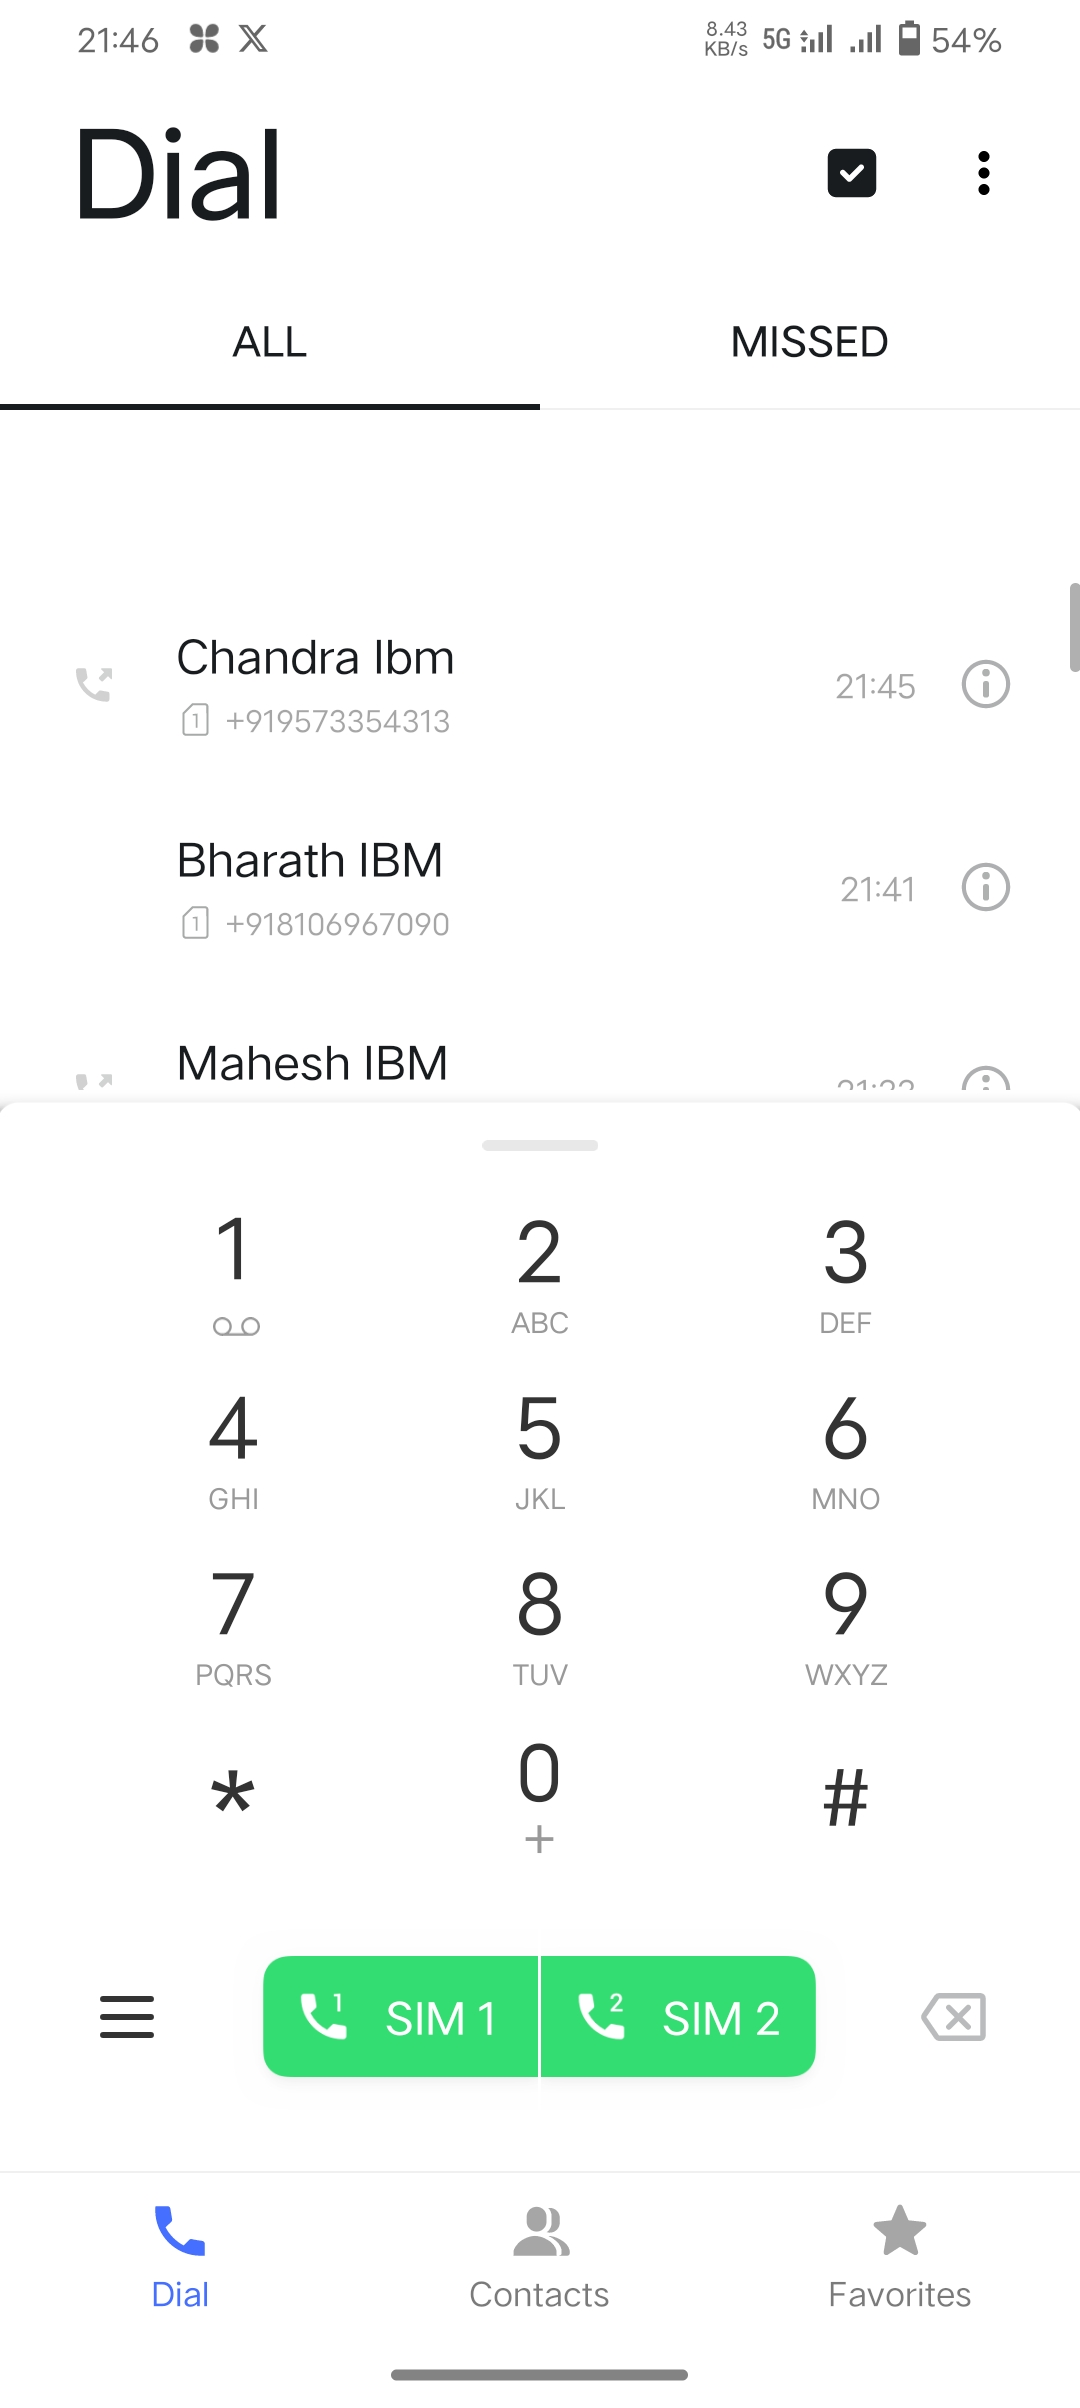 21:46 8.43 KB/s 5G 54%
Dial
ALL MISSED
Chandra Ibm
1 +919573354313 21:45
Bharath IBM
1 +918106967090 21:41
Mahesh IBM
1 2 3
ABC DEF
4 5 6
GHI JKL MNO
7 8 9
PQRS TUV WXYZ
* 0 #
+
1 SIM 1 2 SIM 2
Dial Contacts Favorites